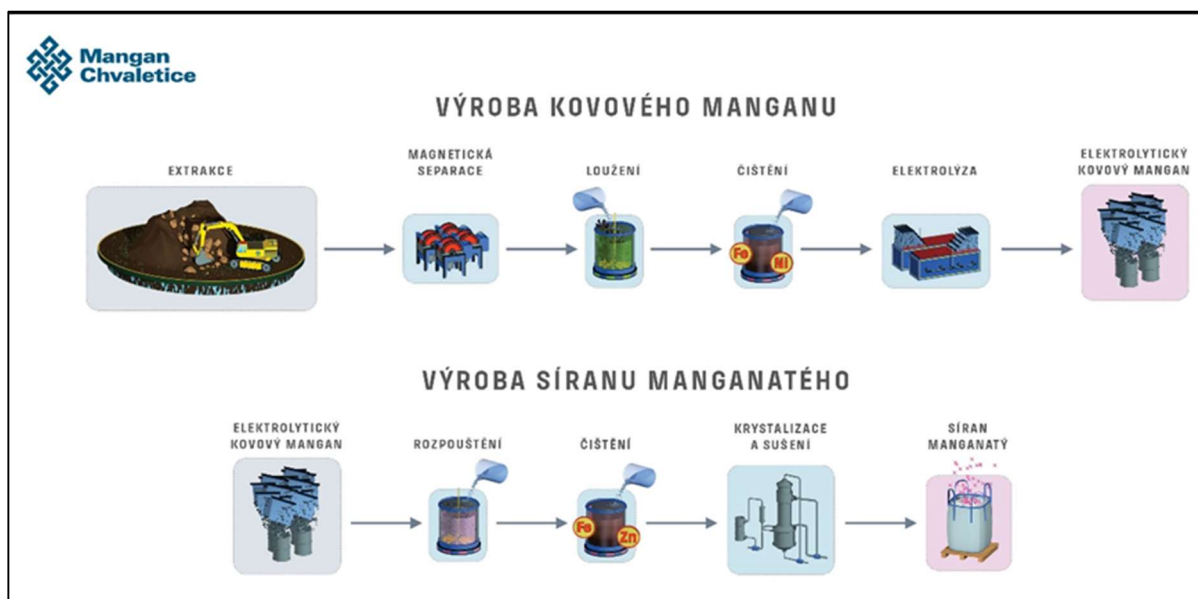 Mangan
Chvaletice
VÝROBA KOVOVÉHO MANGANU
EXTRAKCE
MAGNETICKÁ
SEPARACE
LOUŽENÍ
ČIŠTĚNÍ
ELEKTROLÝZA
ELEKTROLYTICKÝ
KOVOVÝ MANGAN
Fe
Ni
VÝROBA SÍRANU MANGANATÉHO
ELEKTROLYTICKÝ
KOVOVÝ MANGAN
ROZPOUŠTĚNÍ
ČIŠTĚNÍ
KRYSTALIZACE
A SUŠENÍ
SÍRAN
MANGANATÝ
Fe
Zn